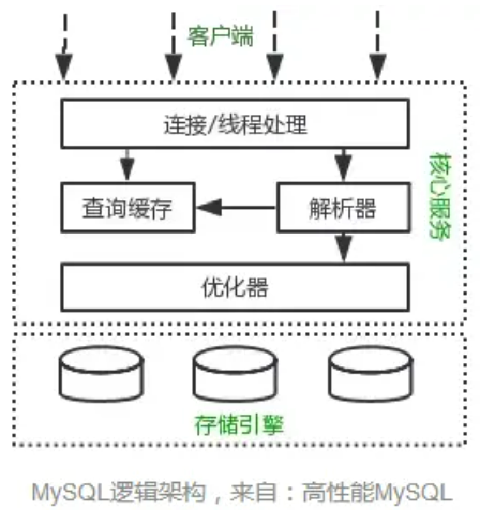 客户端
连接/线程处理
查询缓存
解析器
核心服务
优化器
存储引擎
MySQL逻辑架构，来自：高性能MySQL